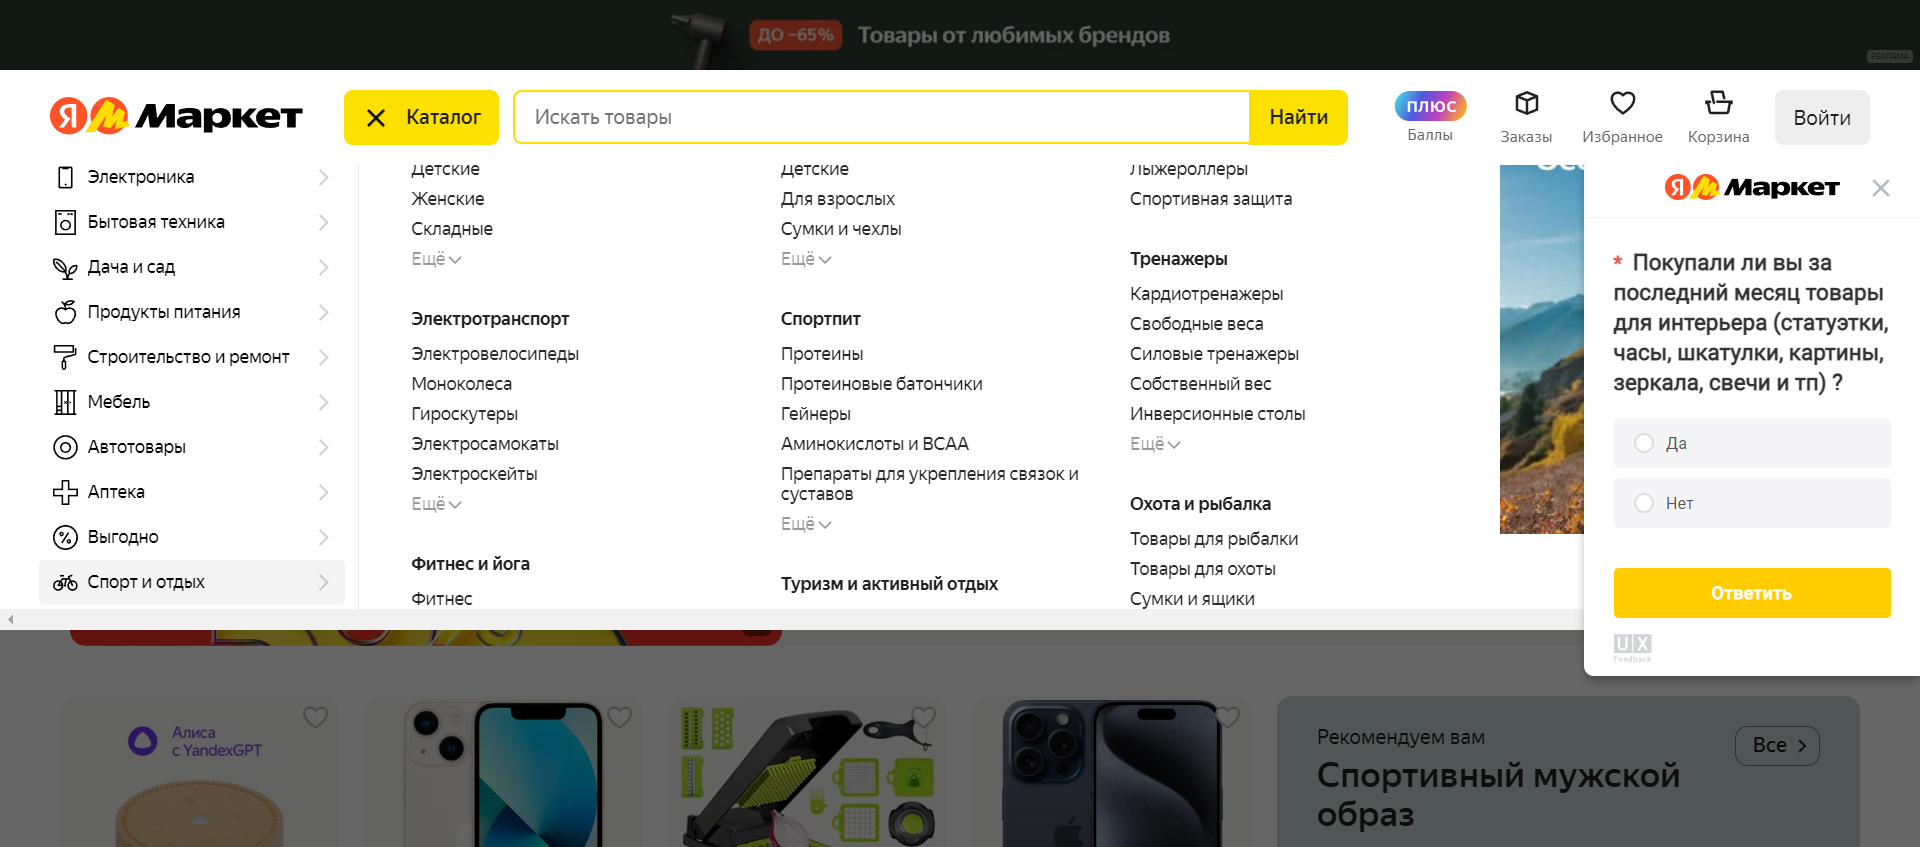 ДО −65% Товары от любимых брендов
РЕКЛАМА
Я М Маркет
Каталог
Искать товары
Найти
ПЛЮС
Баллы
Заказы
Избранное
Корзина
Войти
Электроника
Бытовая техника
Дача и сад
Продукты питания
Строительство и ремонт
Мебель
Автотовары
Аптека
Выгодно
Спорт и отдых
Детские
Женские
Складные
Ещё
Электротранспорт
Электровелосипеды
Моноколеса
Гироскутеры
Электросамокаты
Электроскейты
Ещё
Фитнес и йога
Фитнес
Детские
Для взрослых
Сумки и чехлы
Ещё
Спортпит
Протеины
Протеиновые батончики
Гейнеры
Аминокислоты и BCAA
Препараты для укрепления связок и
суставов
Ещё
Туризм и активный отдых
Лыжероллеры
Спортивная защита
Тренажеры
Кардиотренажеры
Свободные веса
Силовые тренажеры
Собственный вес
Инверсионные столы
Ещё
Охота и рыбалка
Товары для рыбалки
Товары для охоты
Сумки и ящики
Я М Маркет
* Покупали ли вы за
последний месяц товары
для интерьера (статуэтки,
часы, шкатулки, картины,
зеркала, свечи и тп) ?
Да
Нет
Ответить
UX
Feedback
Алиса
с YandexGPT
Рекомендуем вам
Все
Спортивный мужской
образ